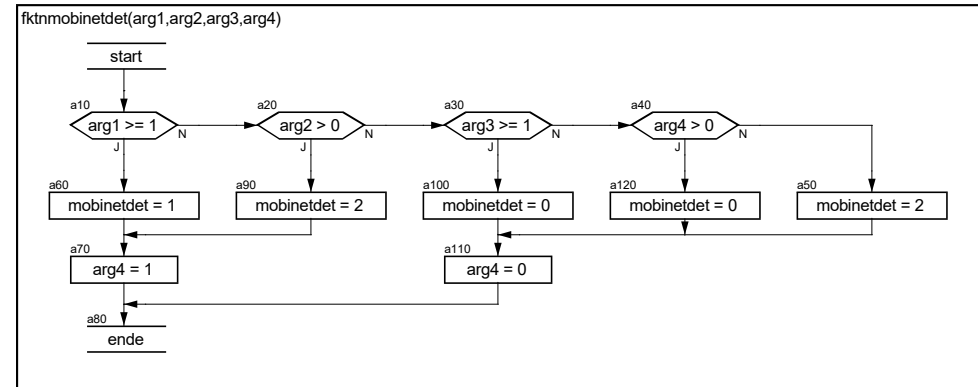 fktnmobinetdet(arg1,arg2,arg3,arg4)
start
a10 a20 a30 a40
arg1 >= 1 arg2 > 0 arg3 >= 1 arg4 > 0
N N N N
J J J J
a60 a90 a100 a120 a50
mobinetdet = 1 mobinetdet = 2 mobinetdet = 0 mobinetdet = 0 mobinetdet = 2
a70 a110
arg4 = 1 arg4 = 0
a80
ende